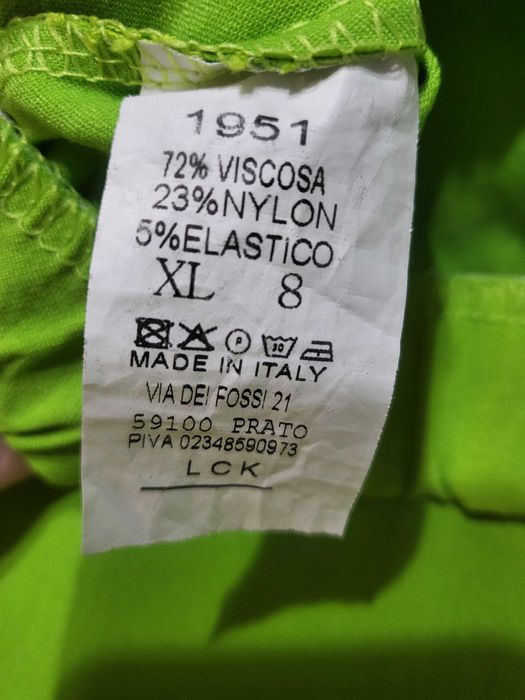 1951
72% VISCOSA
23%NYLON
5%ELASTiCO
XL 8
P 30
MADE IN ITALY
VIA DEI FOSSI 21
59100 PRATO
PIVA 02348590973
LCK